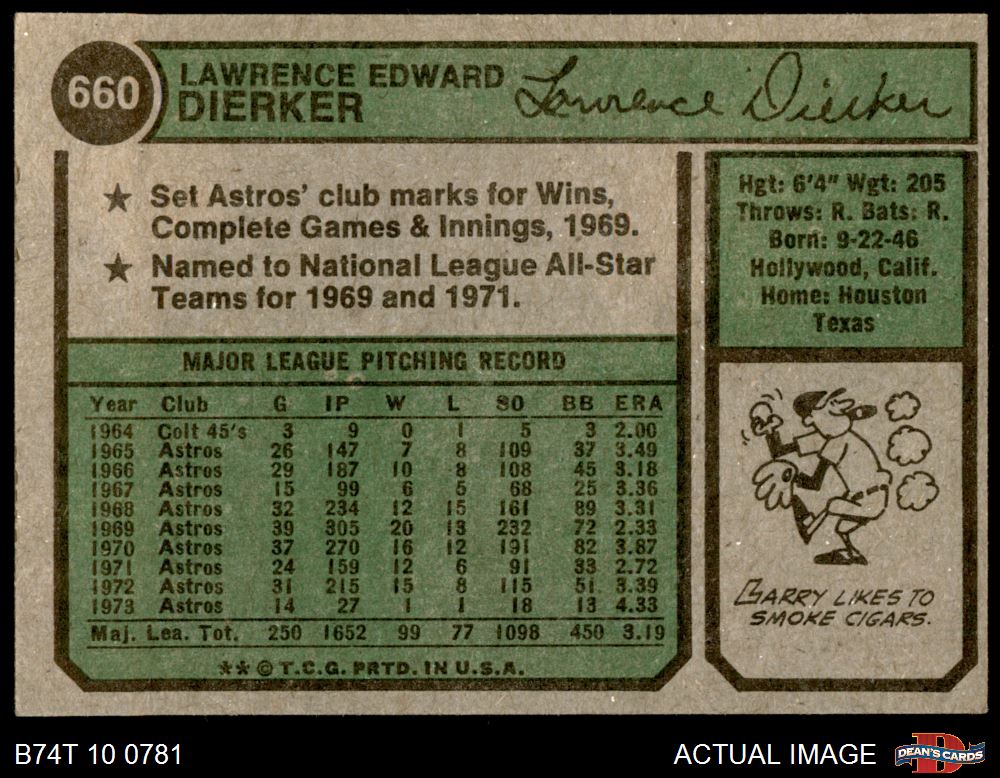 660
LAWRENCE EDWARD
DIERKER
Lawrence Dierker
★ Set Astros' club marks for Wins,
Complete Games & Innings, 1969.
★ Named to National League All-Star
Teams for 1969 and 1971.
Hgt: 6'4" Wgt: 205
Throws: R. Bats: R.
Born: 9-22-46
Hollywood, Calif.
Home: Houston
Texas
MAJOR LEAGUE PITCHING RECORD
Year Club G IP W L SO BB ERA
1964 Colt 45's 3 9 0 1 5 3 2.00
1965 Astros 26 147 7 8 109 37 3.49
1966 Astros 29 187 10 8 108 45 3.18
1967 Astros 15 99 6 5 68 25 3.36
1968 Astros 32 234 12 15 161 89 3.31
1969 Astros 39 305 20 13 232 72 2.33
1970 Astros 37 270 16 12 191 82 3.87
1971 Astros 24 159 12 6 91 33 2.72
1972 Astros 31 215 15 8 115 51 3.39
1973 Astros 14 27 1 1 18 13 4.33
Maj. Lea. Tot. 250 1652 99 77 1098 450 3.19
** © T.C.G. PRTD. IN U.S.A.
LARRY LIKES TO
SMOKE CIGARS.
B74T 10 0781
ACTUAL IMAGE
D
DEAN'S CARDS